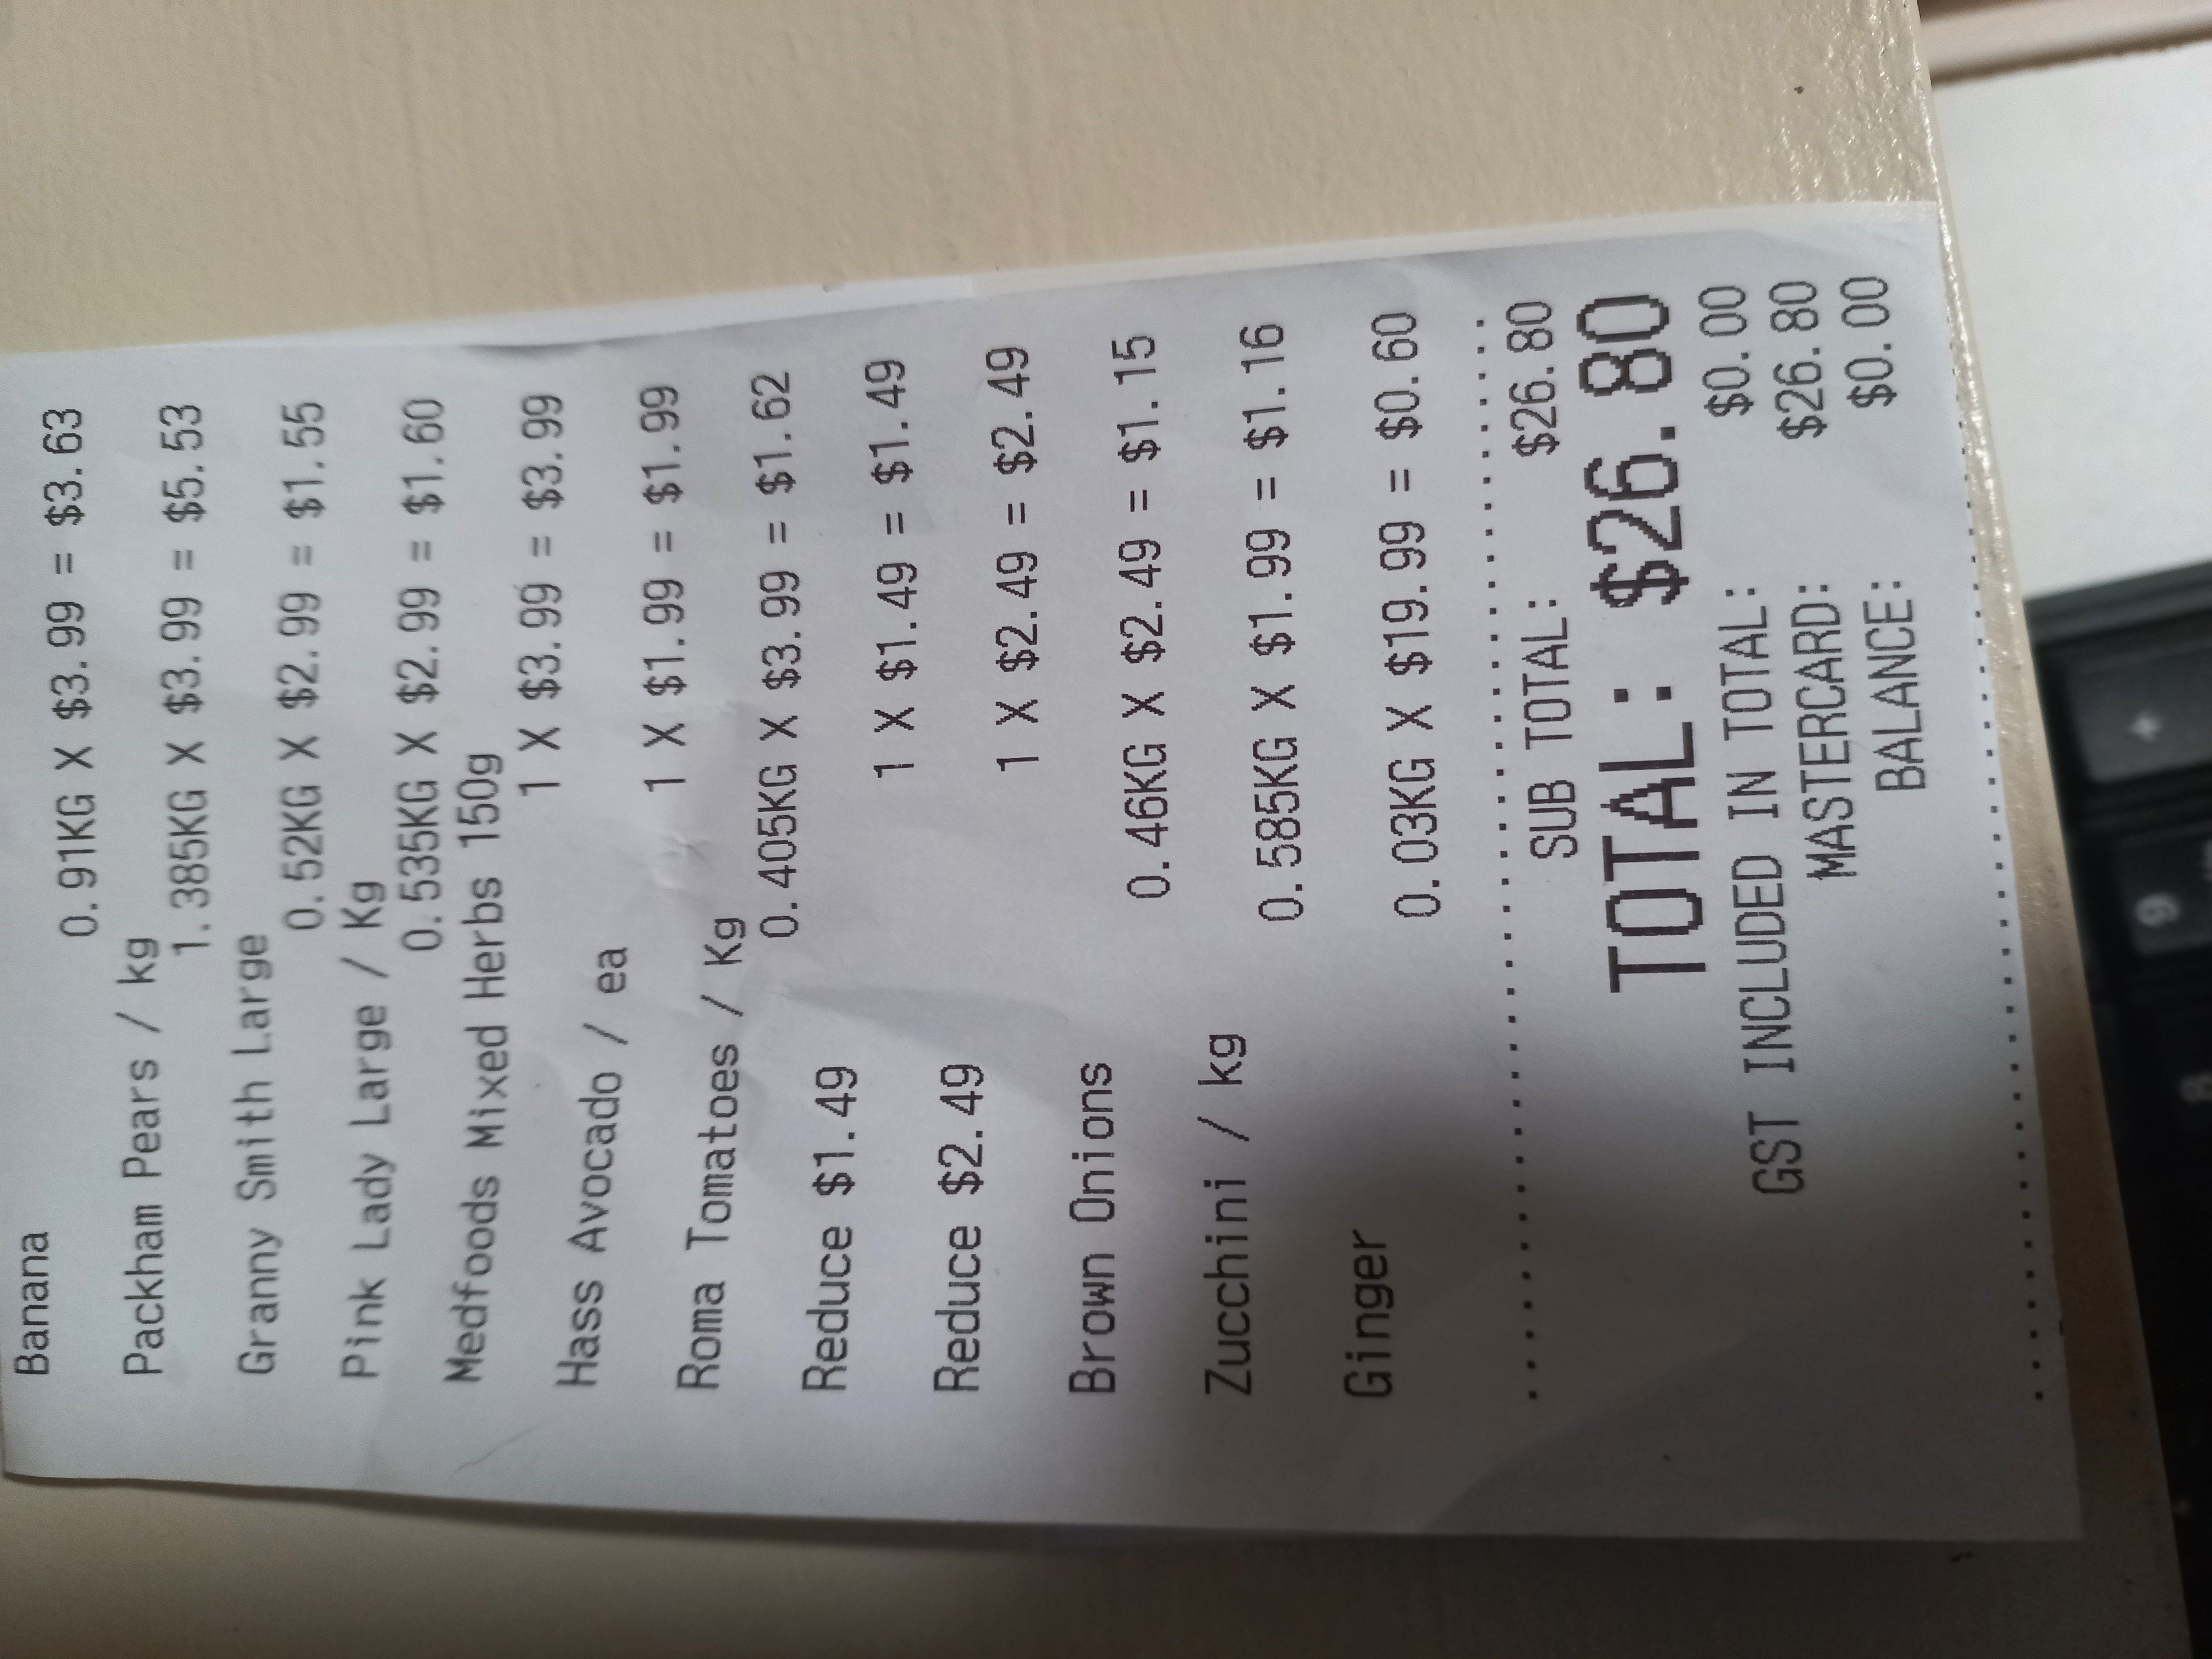 Banana
0.91KG X $3.99 = $3.63
Packham Pears / kg
1.385KG X $3.99 = $5.53
Granny Smith Large
0.52KG X $2.99 = $1.55
Pink Lady Large / Kg
0.535KG X $2.99 = $1.60
Medfoods Mixed Herbs 150g
1 X $3.99 = $3.99
Hass Avocado / ea
1 X $1.99 = $1.99
Roma Tomatoes / Kg
0.405KG X $3.99 = $1.62
Reduce $1.49
1 X $1.49 = $1.49
Reduce $2.49
1 X $2.49 = $2.49
Brown Onions
0.46KG X $2.49 = $1.15
Zucchini / kg
0.585KG X $1.99 = $1.16
Ginger
0.03KG X $19.99 = $0.60
SUB TOTAL: $26.80
TOTAL: $26.80
GST INCLUDED IN TOTAL: $0.00
MASTERCARD: $26.80
BALANCE: $0.00
8 9 +